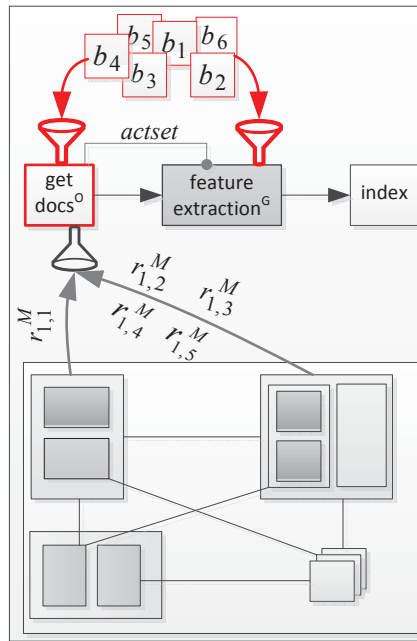 b₅ b₁ b₆
b₄ b₃ b₂
actset
get docsᴼ
feature extractionᴳ
index
r₁,₁ᴹ
r₁,₂ᴹ r₁,₃ᴹ
r₁,₄ᴹ r₁,₅ᴹ